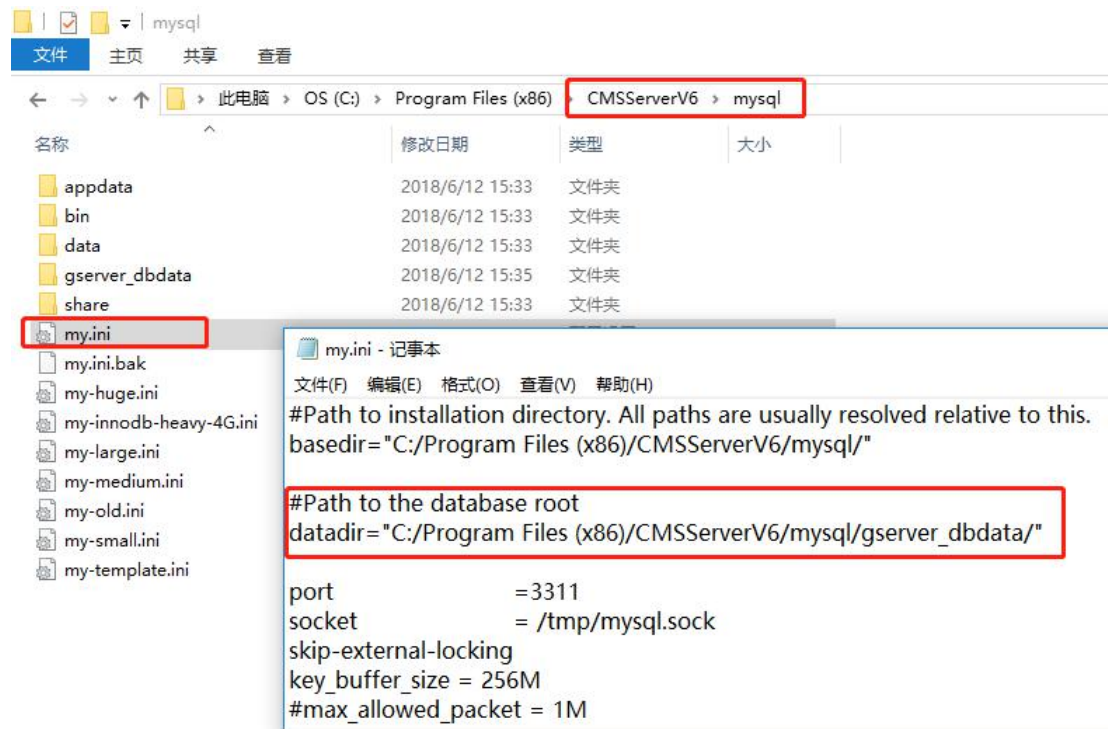 mysql
文件 主页 共享 查看
此电脑 > OS (C:) > Program Files (x86) > CMSServerV6 > mysql
名称 修改日期 类型 大小
appdata 2018/6/12 15:33 文件夹
bin 2018/6/12 15:33 文件夹
data 2018/6/12 15:33 文件夹
gserver_dbdata 2018/6/12 15:35 文件夹
share 2018/6/12 15:33 文件夹
my.ini
my.ini.bak
my-huge.ini
my-innodb-heavy-4G.ini
my-large.ini
my-medium.ini
my-old.ini
my-small.ini
my-template.ini
my.ini - 记事本
文件(F) 编辑(E) 格式(O) 查看(V) 帮助(H)
#Path to installation directory. All paths are usually resolved relative to this.
basedir="C:/Program Files (x86)/CMSServerV6/mysql/"
#Path to the database root
datadir="C:/Program Files (x86)/CMSServerV6/mysql/gserver_dbdata/"
port =3311
socket = /tmp/mysql.sock
skip-external-locking
key_buffer_size = 256M
#max_allowed_packet = 1M